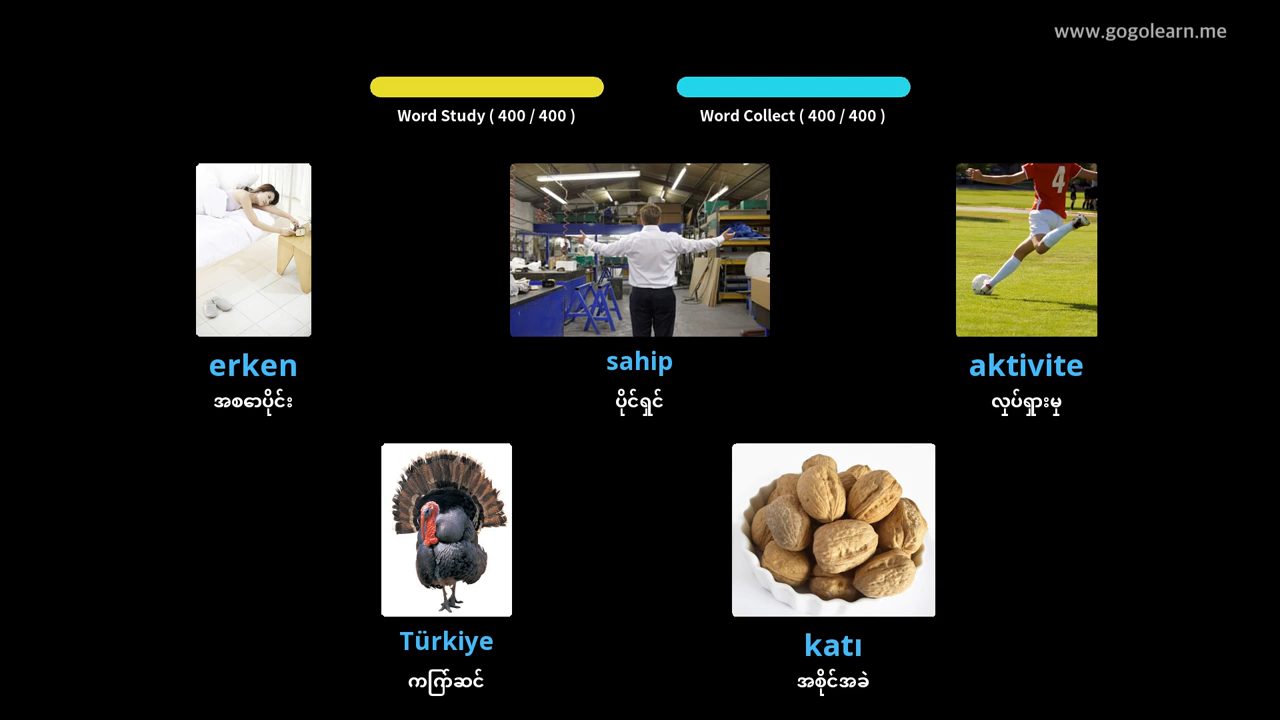 www.gogolearn.me
Word Study ( 400 / 400 )
Word Collect ( 400 / 400 )
erken
sahip
aktivite
အစောပိုင်း
ပိုင်ရှင်
လှုပ်ရှားမှု
Türkiye
katı
ကြက်ဆင်
အစိုင်အခဲ